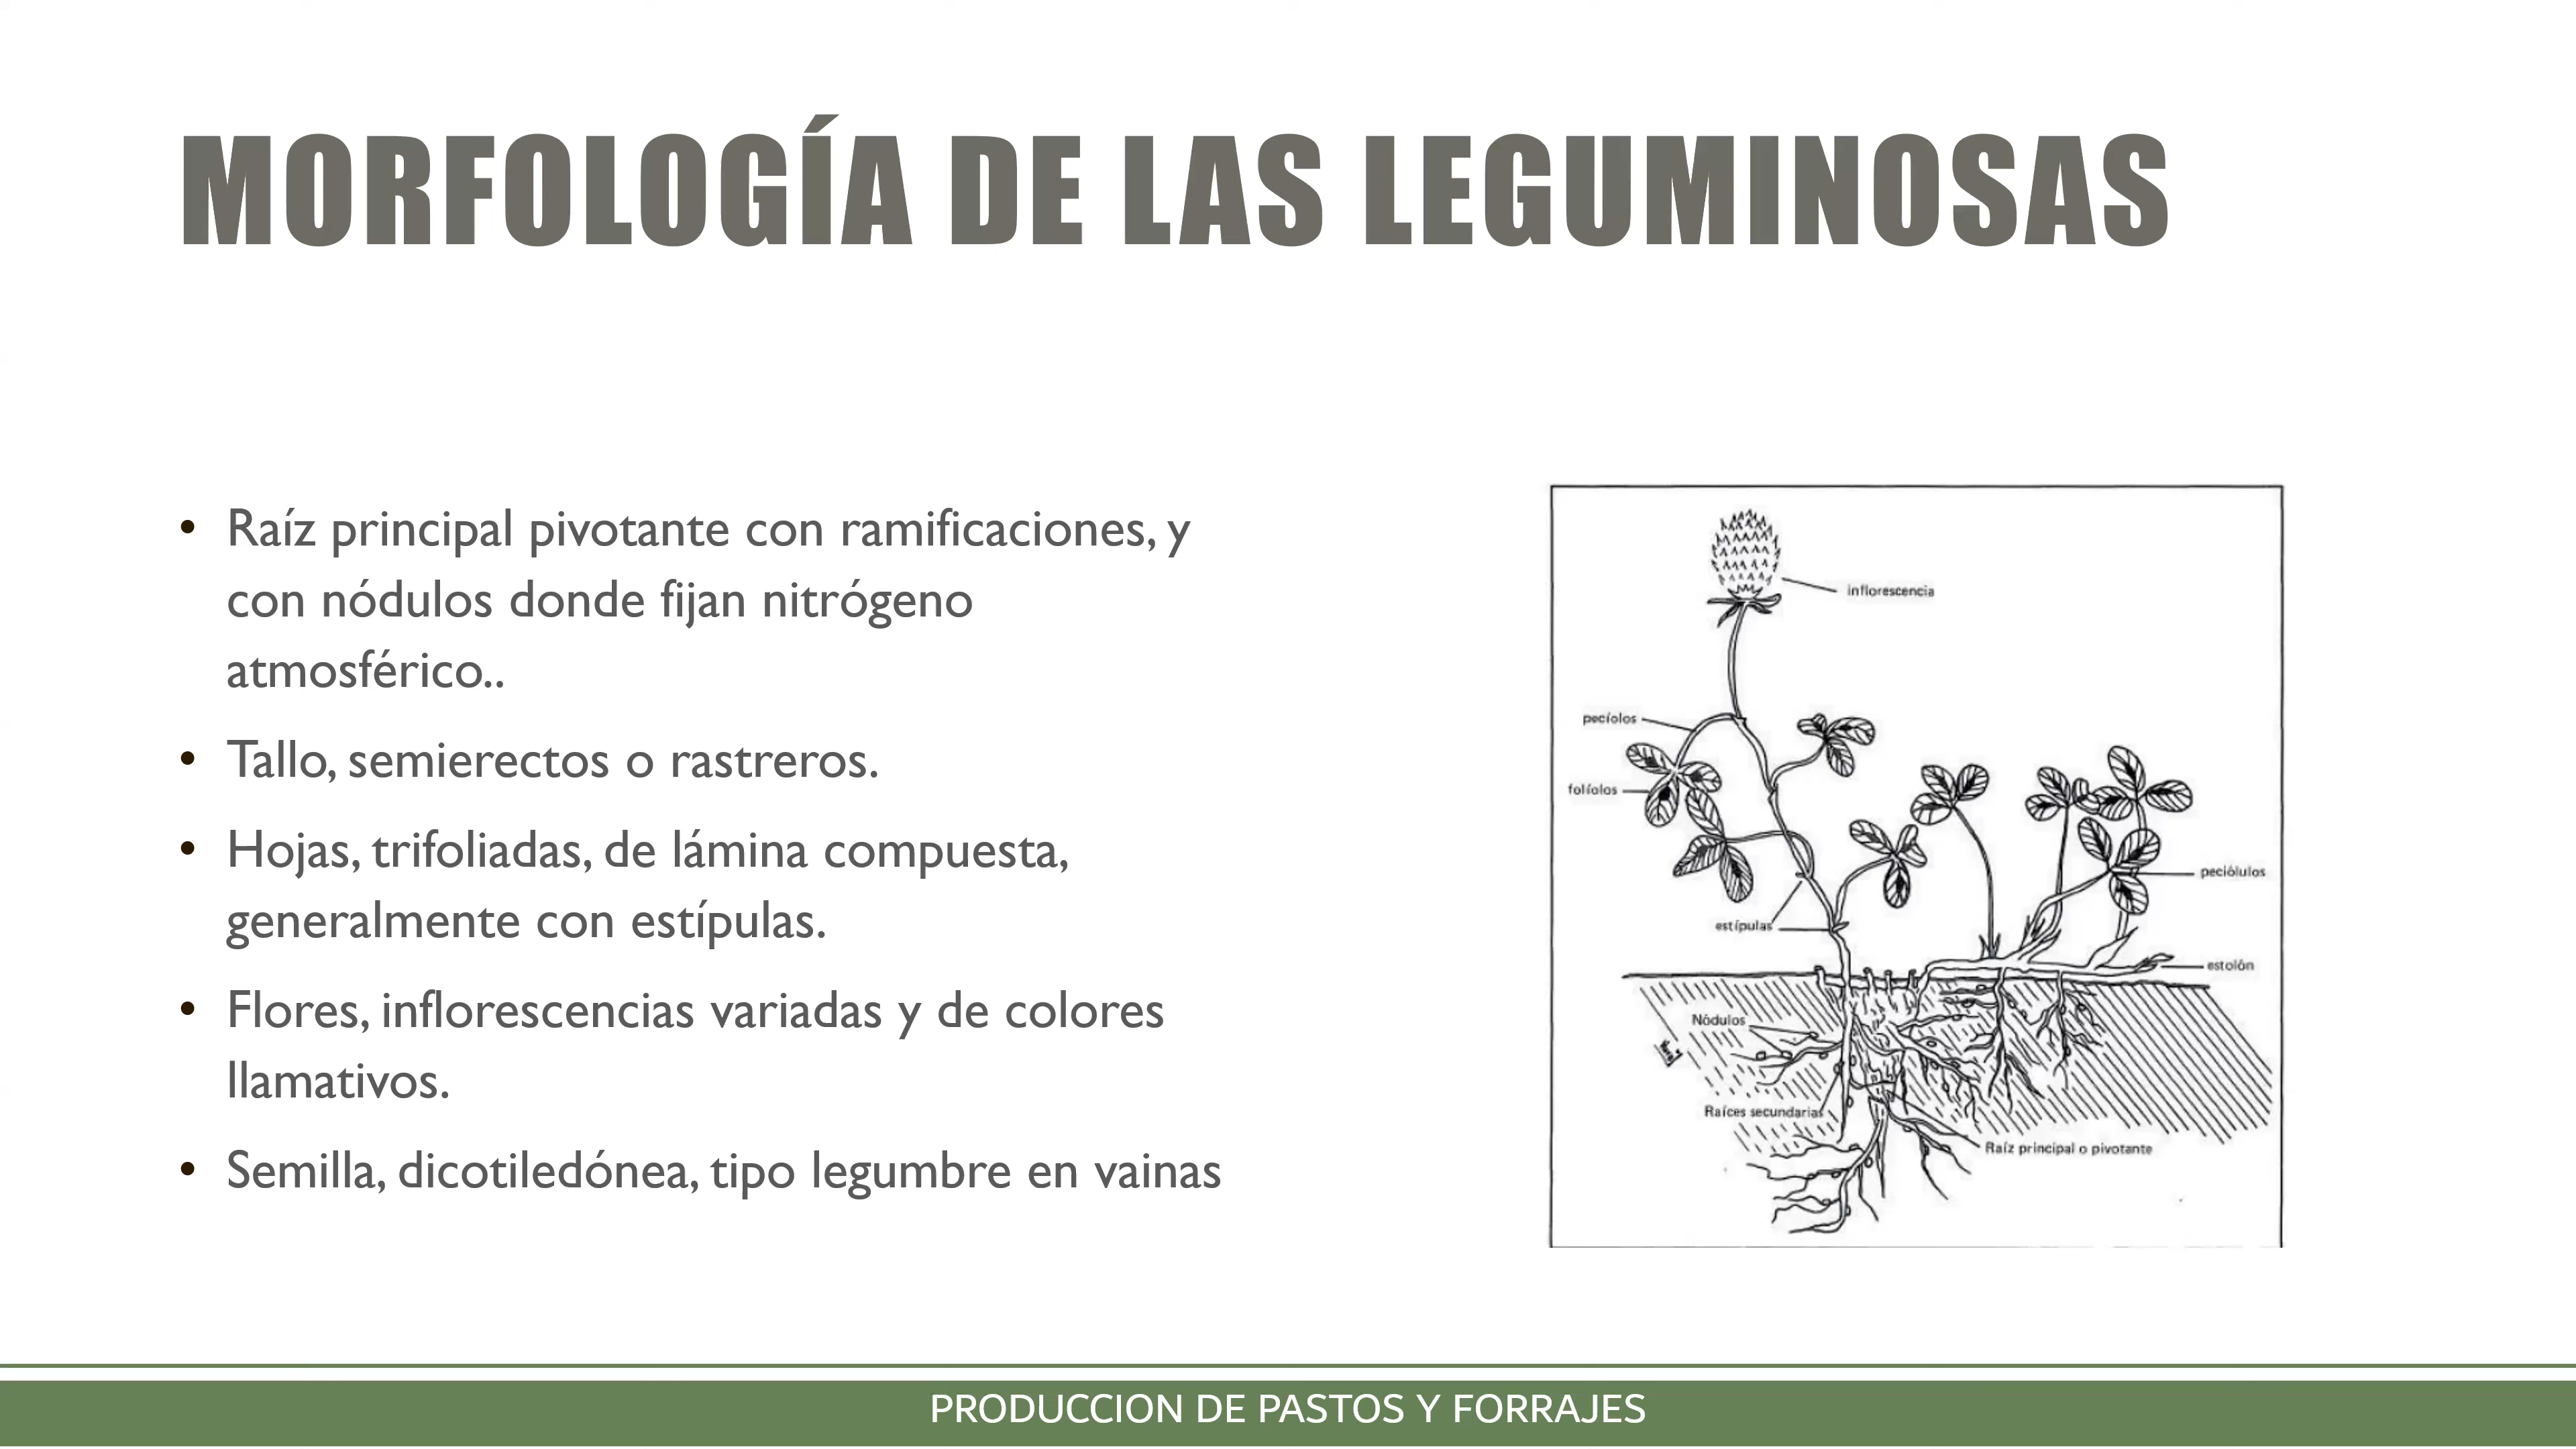 MORFOLOGÍA DE LAS LEGUMINOSAS
• Raíz principal pivotante con ramificaciones, y
con nódulos donde fijan nitrógeno
atmosférico..
• Tallo, semierectos o rastreros.
• Hojas, trifoliadas, de lámina compuesta,
generalmente con estípulas.
• Flores, inflorescencias variadas y de colores
llamativos.
• Semilla, dicotiledónea, tipo legumbre en vainas
inflorescencia
pecíolos
folíolos
peciólulos
estípulas
estolón
Nódulos
Raíces secundarias
Raíz principal o pivotante
PRODUCCION DE PASTOS Y FORRAJES